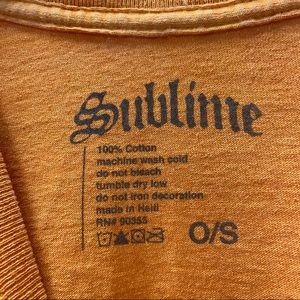 Sublime
100% Cotton
machine wash cold
do not bleach
tumble dry low
do not iron decoration
made in Haiti
RN# 90353
O/S